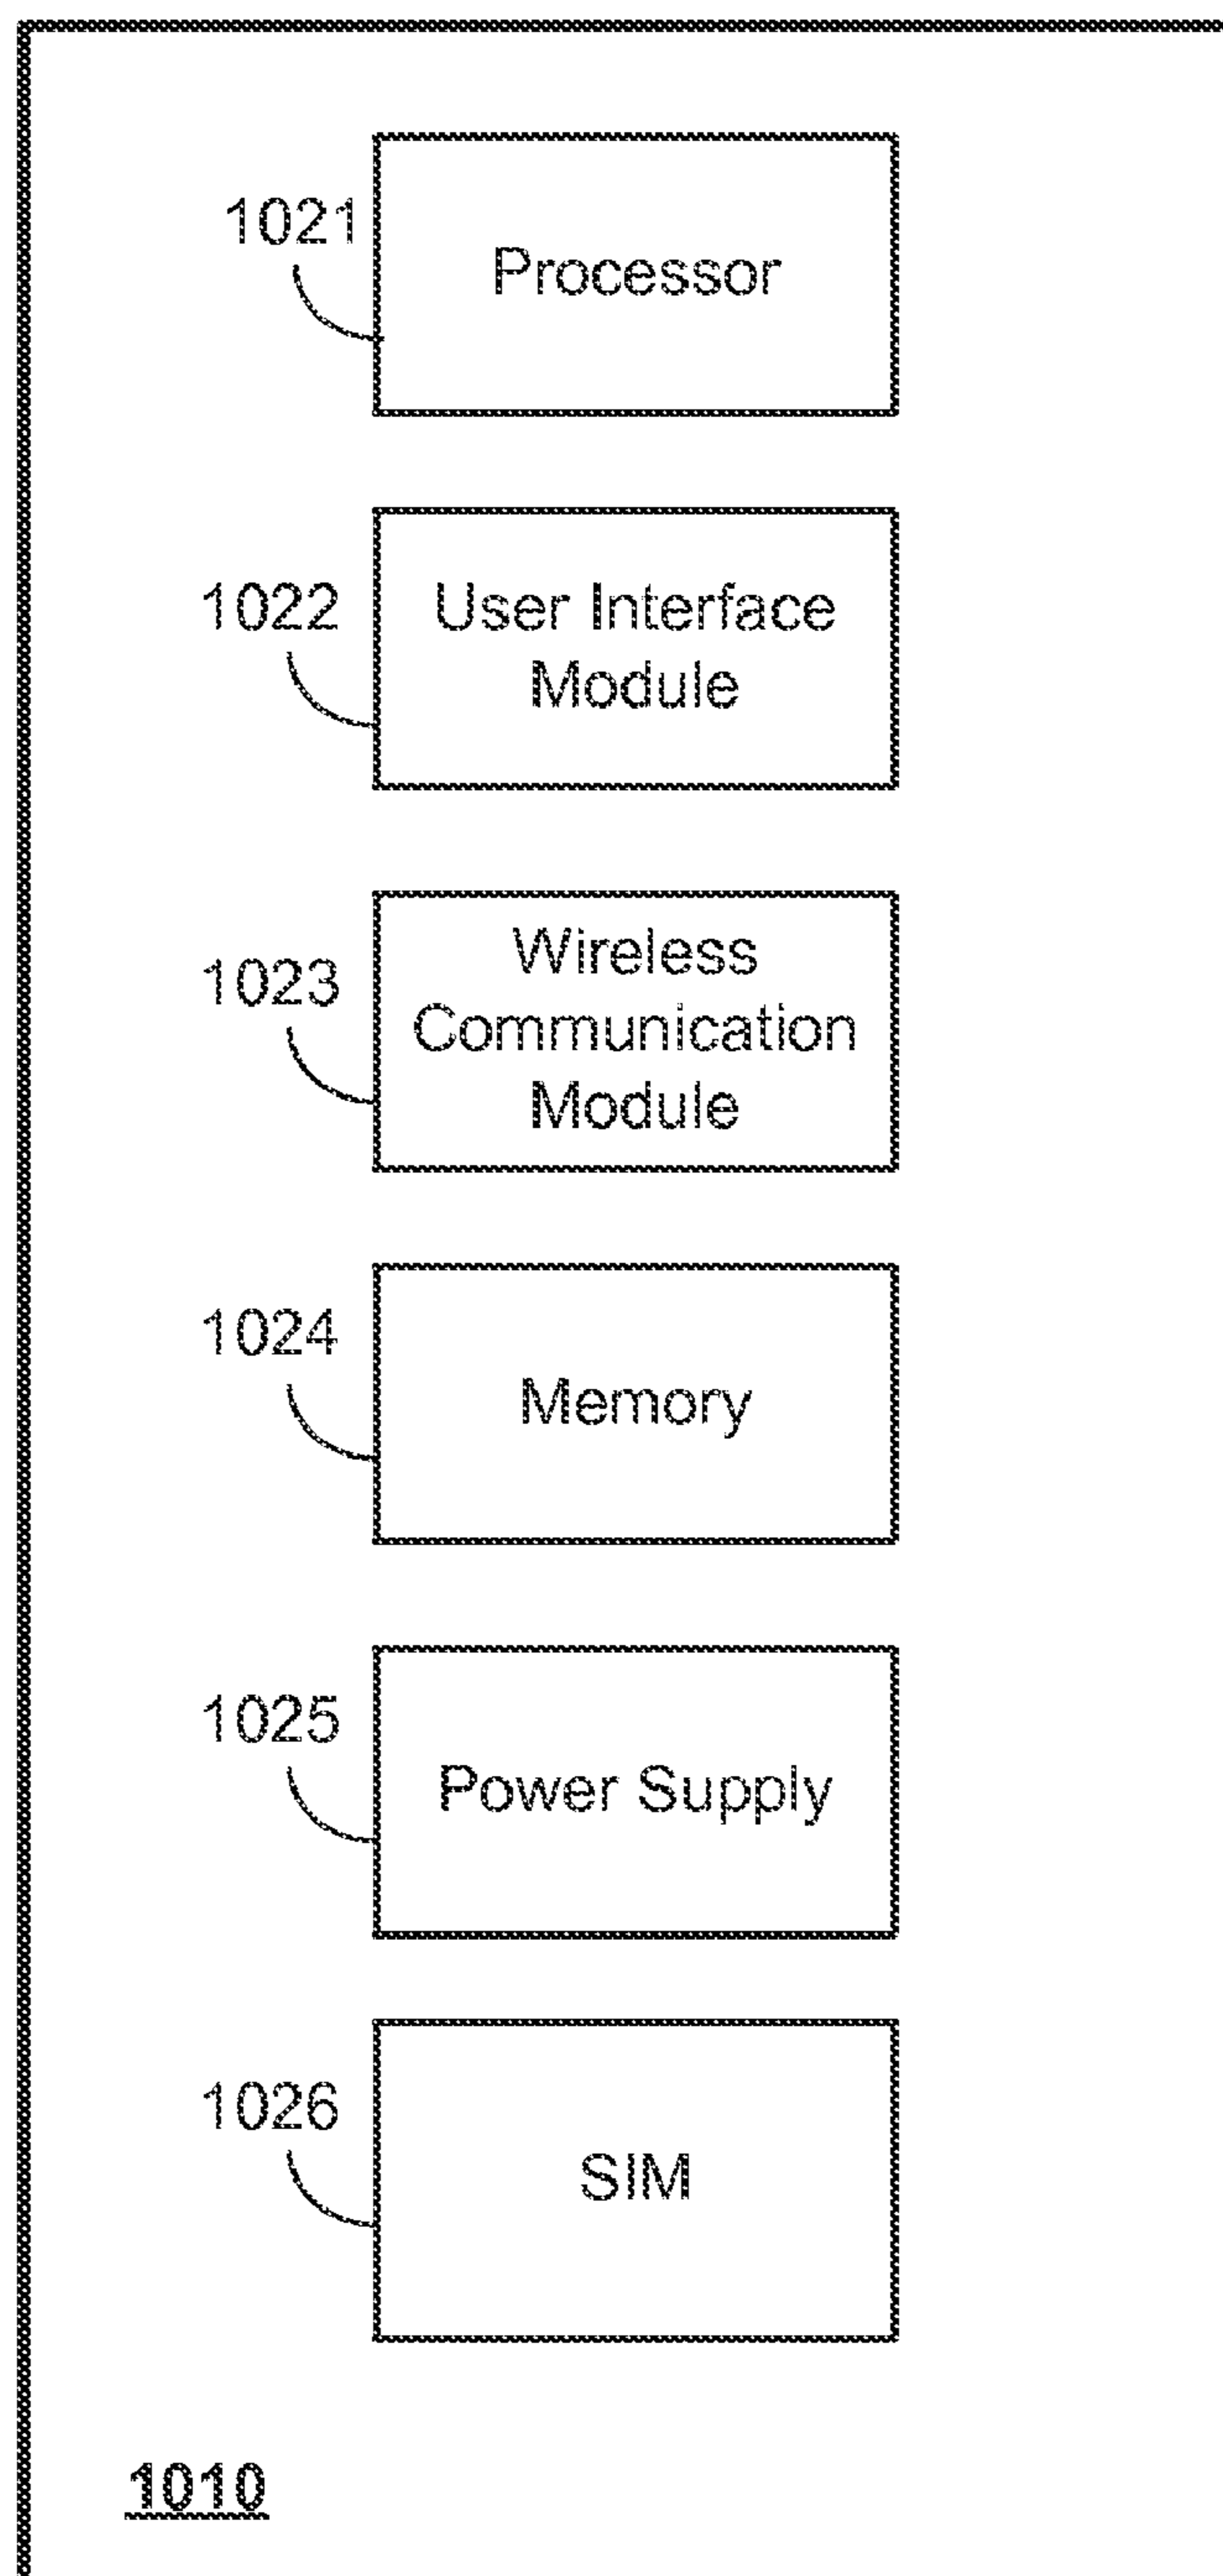 1021
Processor
1022
User Interface
Module
1023
Wireless
Communication
Module
1024
Memory
1025
Power Supply
1026
SIM
1010